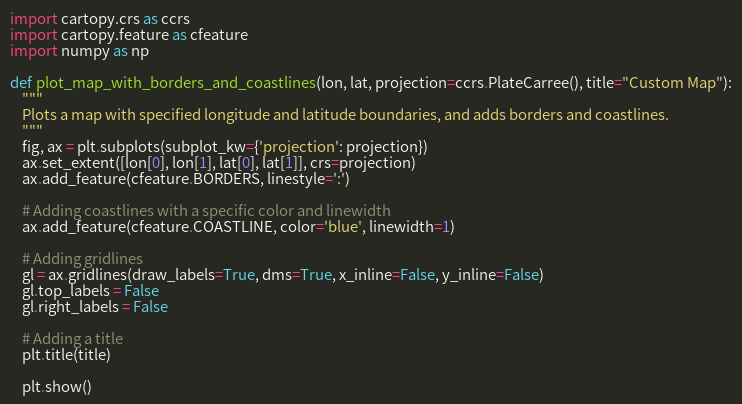 import cartopy.crs as ccrs
import cartopy.feature as cfeature
import numpy as np

def plot_map_with_borders_and_coastlines(lon, lat, projection=ccrs.PlateCarree(), title="Custom Map"):
    """
    Plots a map with specified longitude and latitude boundaries, and adds borders and coastlines.
    """
    fig, ax = plt.subplots(subplot_kw={'projection': projection})
    ax.set_extent([lon[0], lon[1], lat[0], lat[1]], crs=projection)
    ax.add_feature(cfeature.BORDERS, linestyle=':')

    # Adding coastlines with a specific color and linewidth
    ax.add_feature(cfeature.COASTLINE, color='blue', linewidth=1)

    # Adding gridlines
    gl = ax.gridlines(draw_labels=True, dms=True, x_inline=False, y_inline=False)
    gl.top_labels = False
    gl.right_labels = False

    # Adding a title
    plt.title(title)

    plt.show()